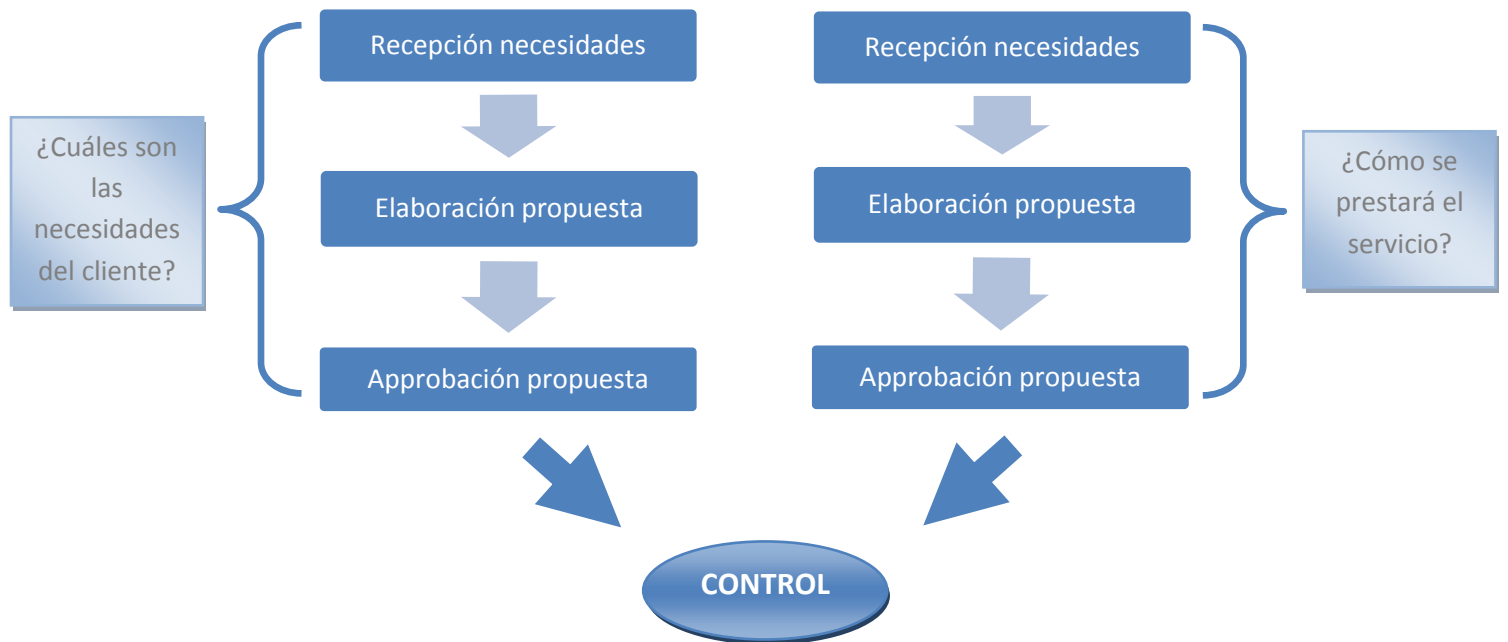 ¿Cuáles son
las
necesidades
del cliente?
Recepción necesidades
Elaboración propuesta
Approbación propuesta
Recepción necesidades
Elaboración propuesta
Approbación propuesta
¿Cómo se
prestará el
servicio?
CONTROL